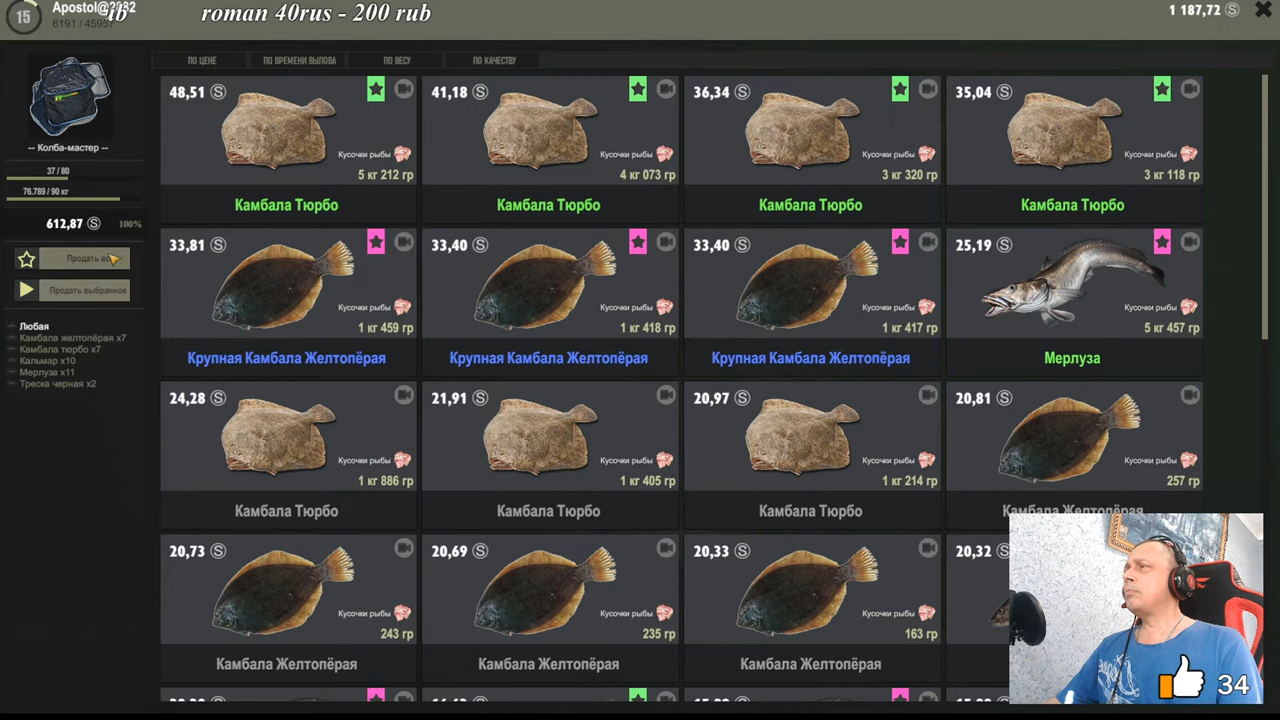 15
Apostol@2582
ib
roman 40rus - 200 rub
1 187,72 S
6191 / 45957
ПО ЦЕНЕ
ПО ВРЕМЕНИ ВЫЛОВА
ПО ВЕСУ
ПО КАЧЕСТВУ
-- Колба-мастер --
37 / 80
76.789 / 90 кг
612,87 S
100%
Продать вс
Продать выбранное
Любая
Камбала желтопёрая x7
Камбала тюрбо x7
Кальмар x10
Мерлуза x11
Треска черная x2
48,51 S
Кусочки рыбы
5 кг 212 гр
Камбала Тюрбо
41,18 S
Кусочки рыбы
4 кг 073 гр
Камбала Тюрбо
36,34 S
Кусочки рыбы
3 кг 320 гр
Камбала Тюрбо
35,04 S
Кусочки рыбы
3 кг 118 гр
Камбала Тюрбо
33,81 S
Кусочки рыбы
1 кг 459 гр
Крупная Камбала Желтопёрая
33,40 S
Кусочки рыбы
1 кг 418 гр
Крупная Камбала Желтопёрая
33,40 S
Кусочки рыбы
1 кг 417 гр
Крупная Камбала Желтопёрая
25,19 S
Кусочки рыбы
5 кг 457 гр
Мерлуза
24,28 S
Кусочки рыбы
1 кг 886 гр
Камбала Тюрбо
21,91 S
Кусочки рыбы
1 кг 405 гр
Камбала Тюрбо
20,97 S
Кусочки рыбы
1 кг 214 гр
Камбала Тюрбо
20,81 S
Кусочки рыбы
257 гр
Камбала Желтопёрая
20,73 S
Кусочки рыбы
243 гр
Камбала Желтопёрая
20,69 S
Кусочки рыбы
235 гр
Камбала Желтопёрая
20,33 S
Кусочки рыбы
163 гр
Камбала Желтопёрая
20,32 S
34